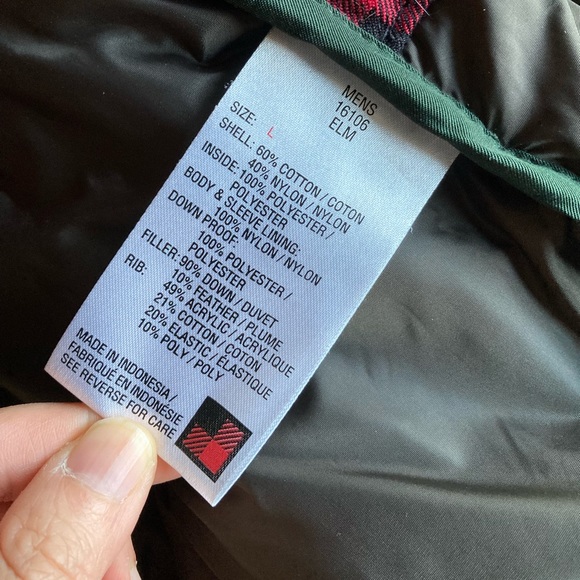 MENS
16106
ELM
SIZE: L
SHELL: 60% COTTON / COTON
40% NYLON / NYLON
INSIDE: 100% POLYESTER /
POLYESTER
BODY & SLEEVE LINING:
100% NYLON / NYLON
DOWN PROOF:
100% POLYESTER /
POLYESTER
FILLER: 90% DOWN / DUVET
10% FEATHER / PLUME
RIB: 49% ACRYLIC / ACRYLIQUE
21% COTTON / COTON
20% ELASTIC / ELASTIQUE
10% POLY / POLY
MADE IN INDONESIA /
FABRIQUÉ EN INDONÉSIE
SEE REVERSE FOR CARE